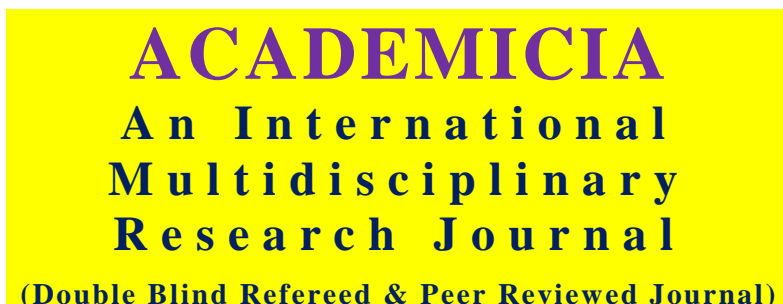 ACADEMICIA
An International
Multidisciplinary
Research Journal
(Double Blind Refereed & Peer Reviewed Journal)